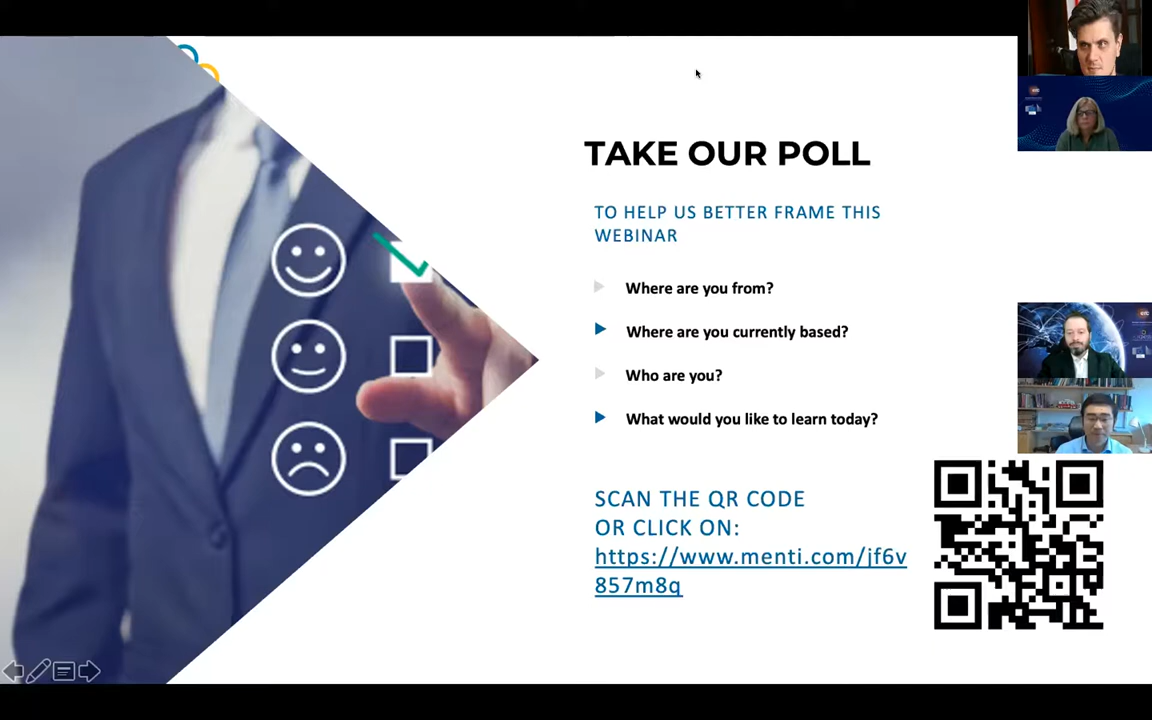 TAKE OUR POLL
TO HELP US BETTER FRAME THIS
WEBINAR
Where are you from?
Where are you currently based?
Who are you?
What would you like to learn today?
SCAN THE QR CODE
OR CLICK ON:
https://www.menti.com/jf6v
857m8q